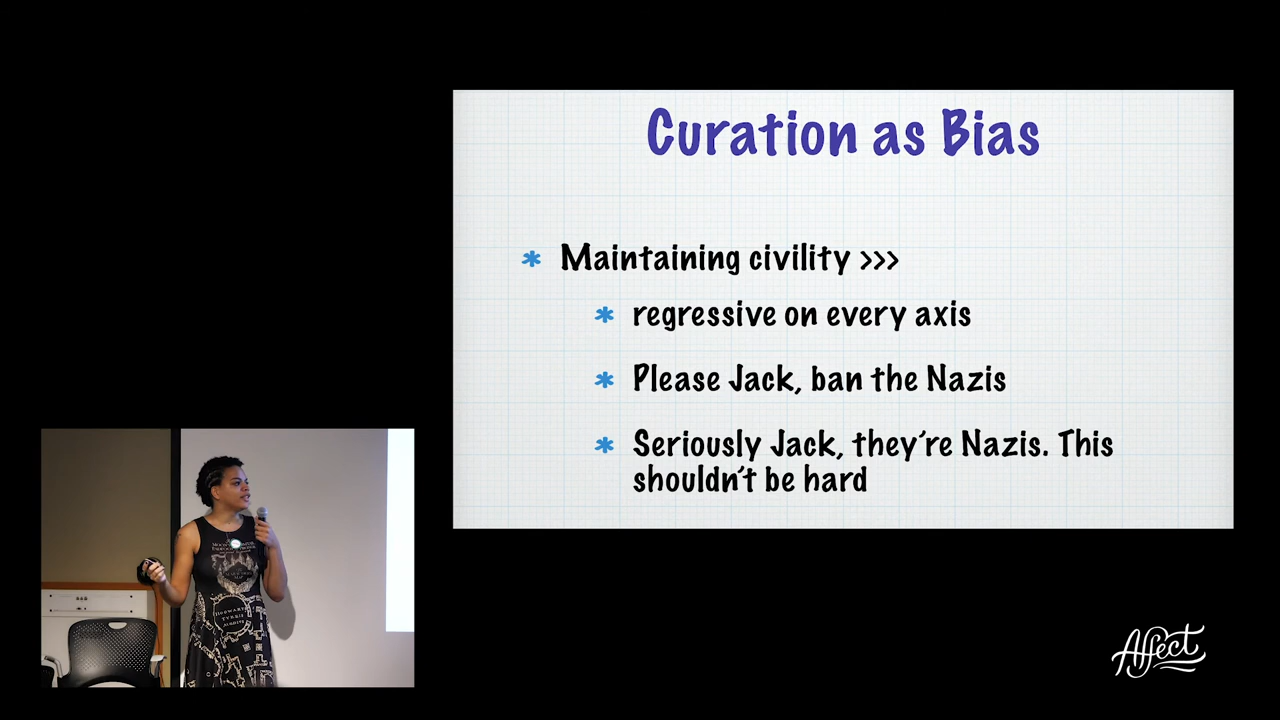 Curation as Bias
* Maintaining civility >>>
* regressive on every axis
* Please Jack, ban the Nazis
* Seriously Jack, they're Nazis. This
shouldn't be hard
HOGWARTS
Affect